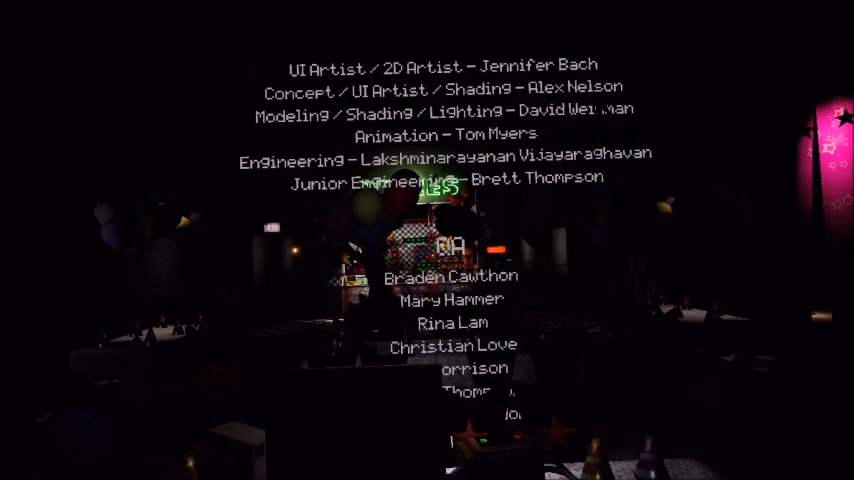 UI Artist / 2D Artist - Jennifer Bach
Concept / UI Artist / Shading - Alex Nelson
Modeling / Shading / Lighting - David
Animation - Tom Myers
Engineering - Lakshminarayanan Vijayaraghavan
Junior Engineering - Brett Thompson
QA
Braden Cawthon
Mary Hammer
Rina Lam
Christian Love